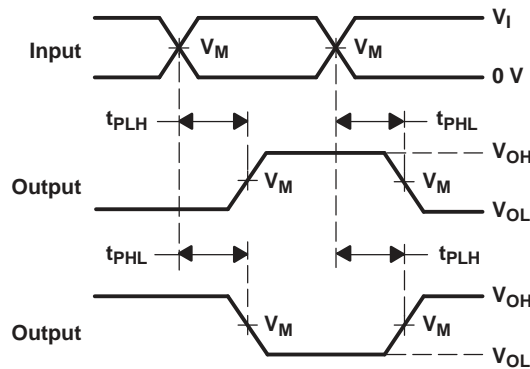 V_I
Input
V_M
V_M
0 V
t_PLH
t_PHL
V_OH
Output
V_M
V_M
V_OL
t_PHL
t_PLH
V_OH
Output
V_M
V_M
V_OL